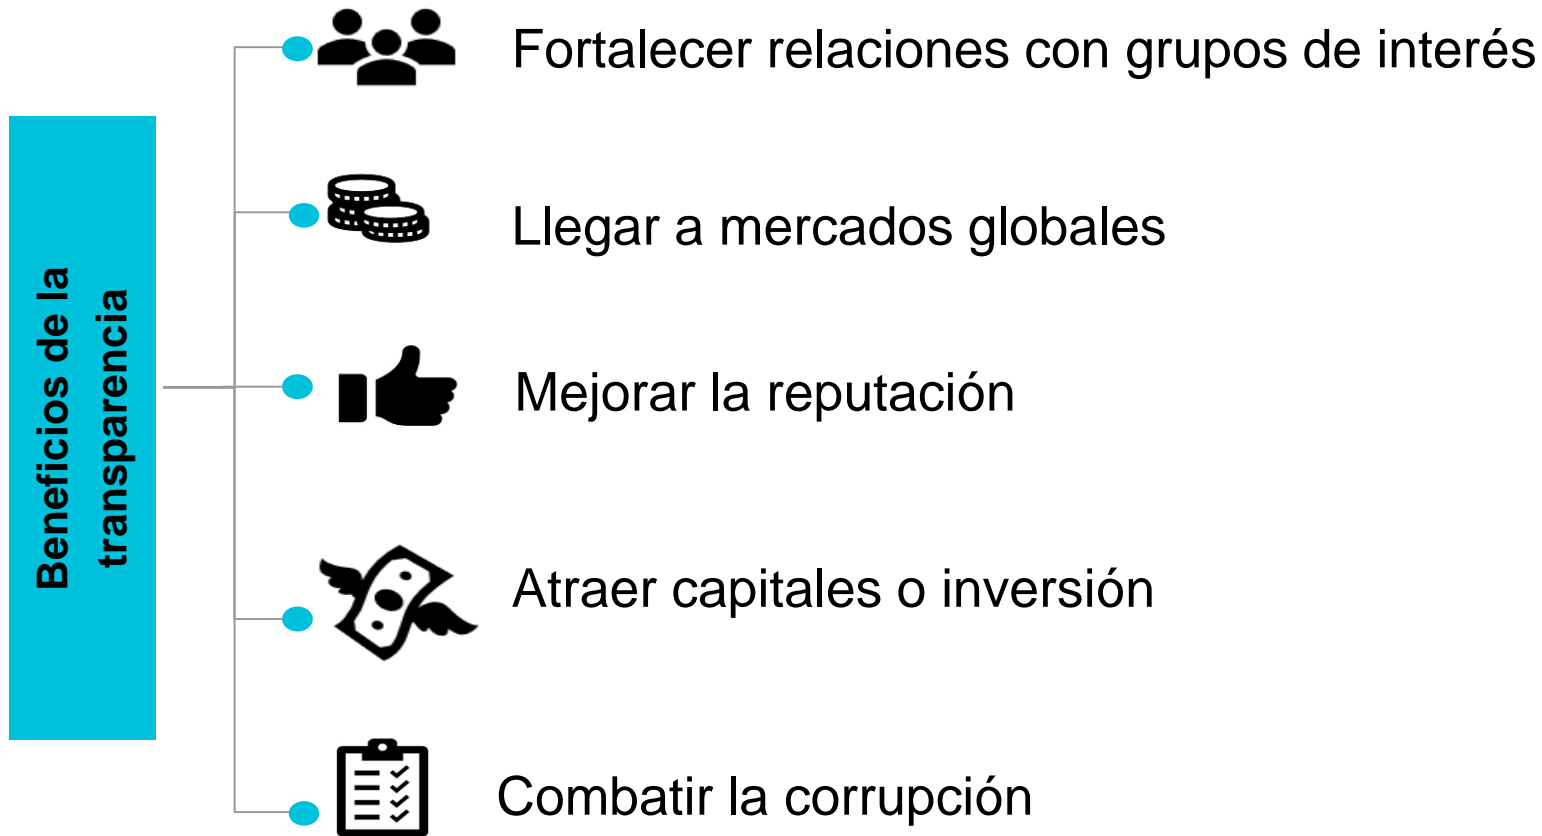 Beneficios de la
transparencia
Fortalecer relaciones con grupos de interés
Llegar a mercados globales
Mejorar la reputación
Atraer capitales o inversión
Combatir la corrupción